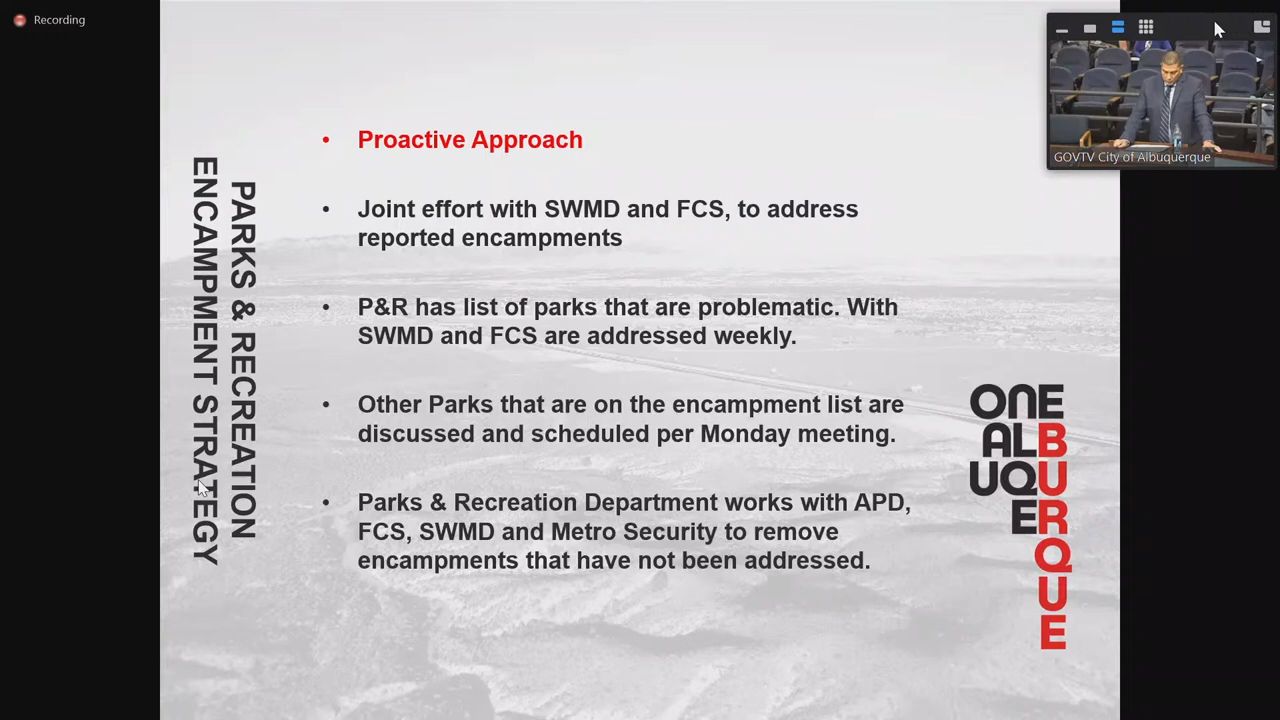 Recording
PARKS & RECREATION
ENCAMPMENT STRATEGY
• Proactive Approach
• Joint effort with SWMD and FCS, to address
reported encampments
• P&R has list of parks that are problematic. With
SWMD and FCS are addressed weekly.
• Other Parks that are on the encampment list are
discussed and scheduled per Monday meeting.
• Parks & Recreation Department works with APD,
FCS, SWMD and Metro Security to remove
encampments that have not been addressed.
GOVTV City of Albuquerque
ONE
ALB
UQU
ER
Q
U
E